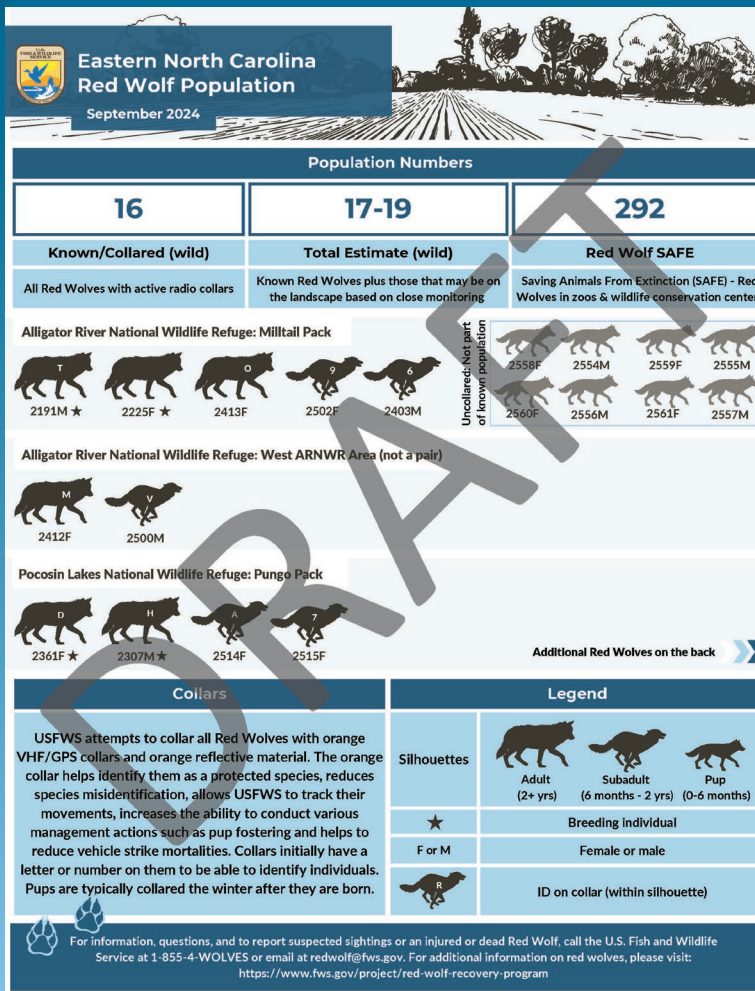 U.S.
FISH & WILDLIFE
SERVICE
Eastern North Carolina
Red Wolf Population
September 2024
Population Numbers
16
17-19
292
Known/Collared (wild)
Total Estimate (wild)
Red Wolf SAFE
All Red Wolves with active radio collars
Known Red Wolves plus those that may be on
the landscape based on close monitoring
Saving Animals From Extinction (SAFE) - Red
Wolves in zoos & wildlife conservation center
Alligator River National Wildlife Refuge: Milltail Pack
T
O
9
6
2191M ★
2225F ★
2413F
2502F
2403M
Uncollared: Not part
of known population
2558F
2554M
2559F
2555M
2560F
2556M
2561F
2557M
Alligator River National Wildlife Refuge: West ARNWR Area (not a pair)
M
V
2412F
2500M
Pocosin Lakes National Wildlife Refuge: Pungo Pack
D
H
A
7
2361F ★
2307M ★
2514F
2515F
Additional Red Wolves on the back
DRAFT
Collars
USFWS attempts to collar all Red Wolves with orange
VHF/GPS collars and orange reflective material. The orange
collar helps identify them as a protected species, reduces
species misidentification, allows USFWS to track their
movements, increases the ability to conduct various
management actions such as pup fostering and helps to
reduce vehicle strike mortalities. Collars initially have a
letter or number on them to be able to identify individuals.
Pups are typically collared the winter after they are born.
Legend
Silhouettes
Adult
(2+ yrs)
Subadult
(6 months - 2 yrs)
Pup
(0-6 months)
★
Breeding individual
F or M
Female or male
R
ID on collar (within silhouette)
For information, questions, and to report suspected sightings or an injured or dead Red Wolf, call the U.S. Fish and Wildlife
Service at 1-855-4-WOLVES or email at redwolf@fws.gov. For additional information on red wolves, please visit:
https://www.fws.gov/project/red-wolf-recovery-program